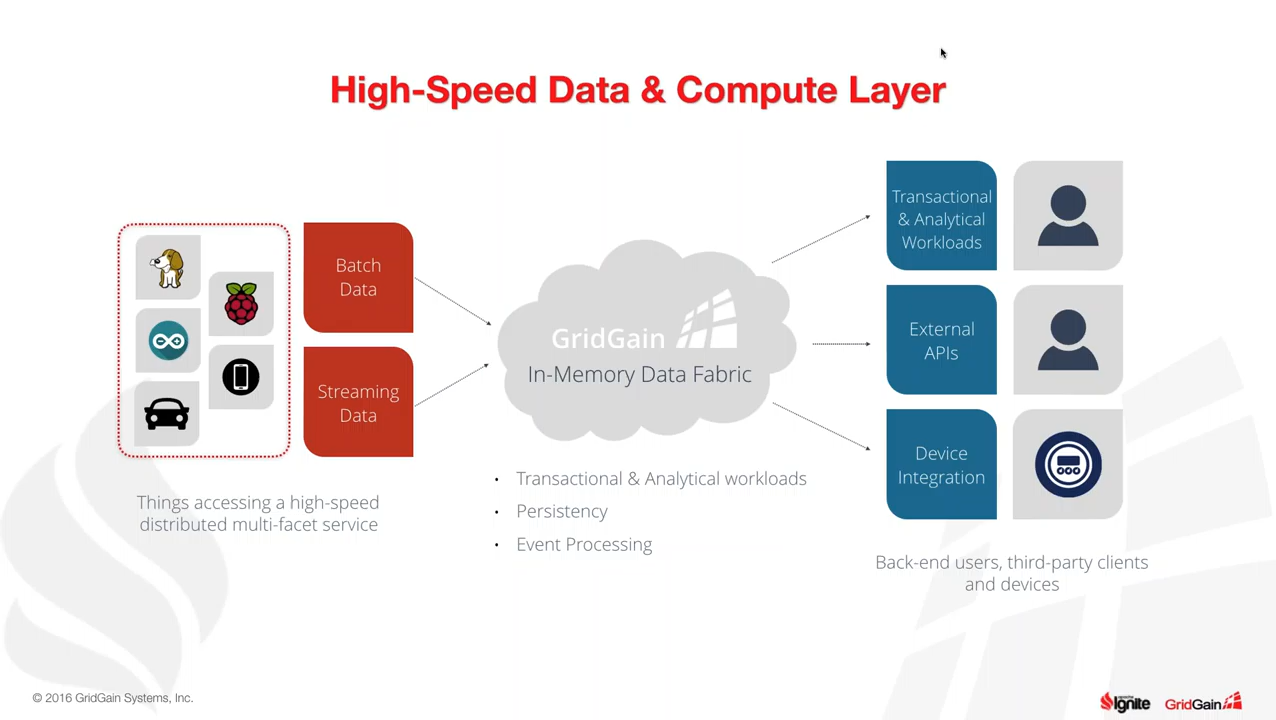 High-Speed Data & Compute Layer
Batch
Data
Streaming
Data
Things accessing a high-speed
distributed multi-facet service
GridGain
In-Memory Data Fabric
• Transactional & Analytical workloads
• Persistency
• Event Processing
Transactional
& Analytical
Workloads
External
APIs
Device
Integration
Back-end users, third-party clients
and devices
© 2016 GridGain Systems, Inc.
Ignite
GridGain